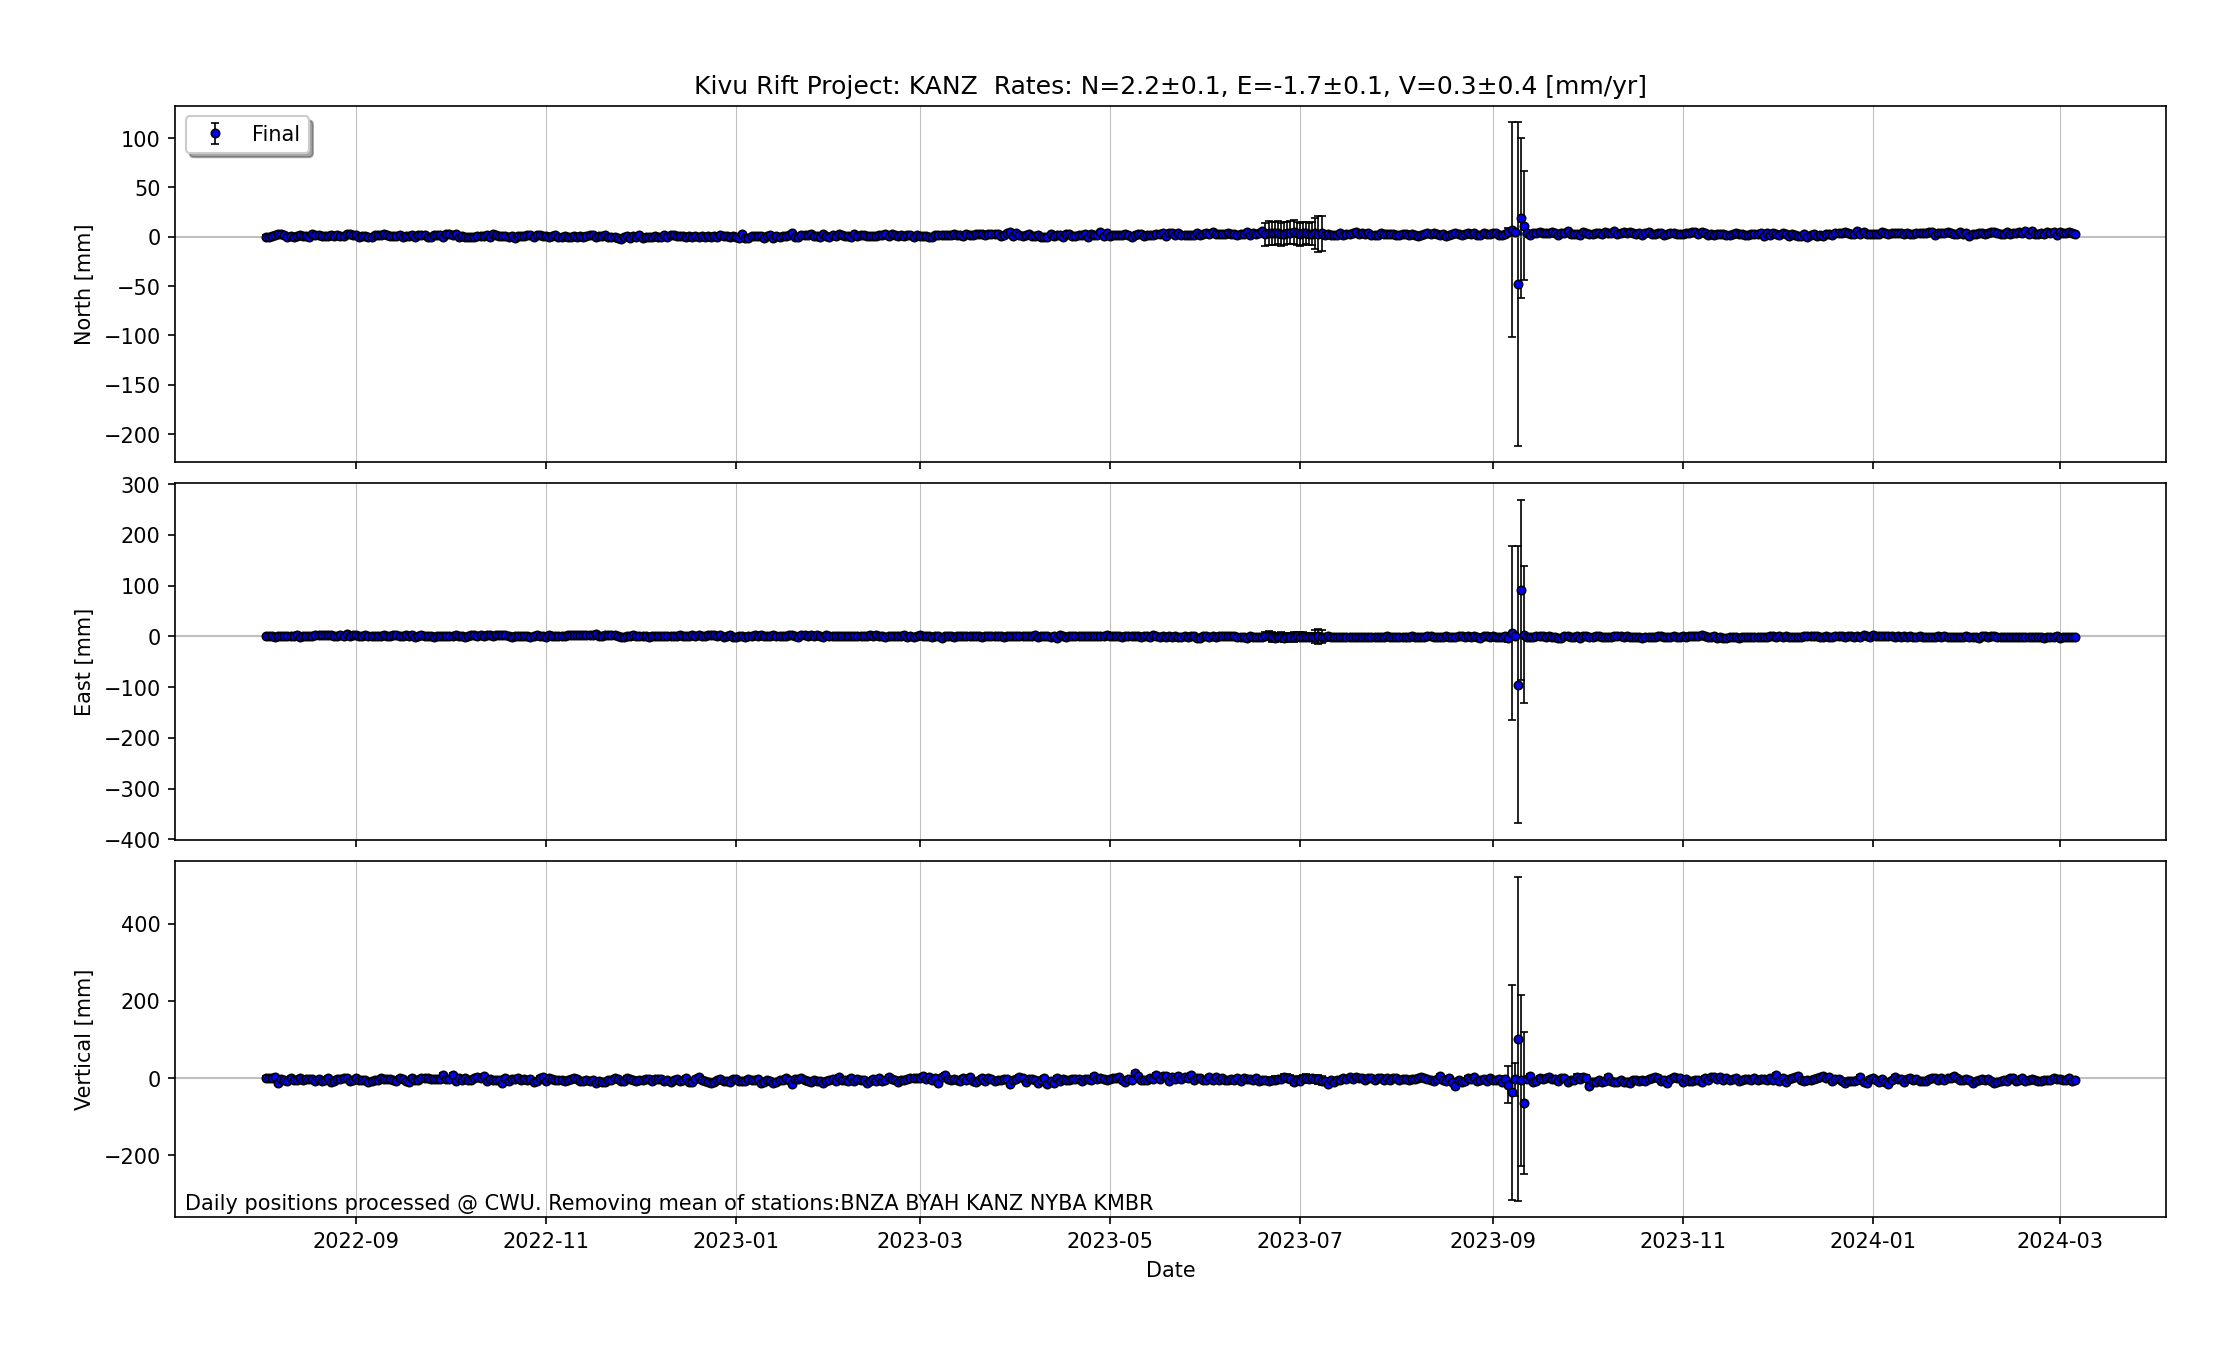 Kivu Rift Project: KANZ  Rates: N=2.2±0.1, E=-1.7±0.1, V=0.3±0.4 [mm/yr]
Final
100
50
0
−50
−100
−150
−200
North [mm]
300
200
100
0
−100
−200
−300
−400
East [mm]
400
200
0
−200
Vertical [mm]
Daily positions processed @ CWU. Removing mean of stations:BNZA BYAH KANZ NYBA KMBR
2022-09 2022-11 2023-01 2023-03 2023-05 2023-07 2023-09 2023-11 2024-01 2024-03
Date